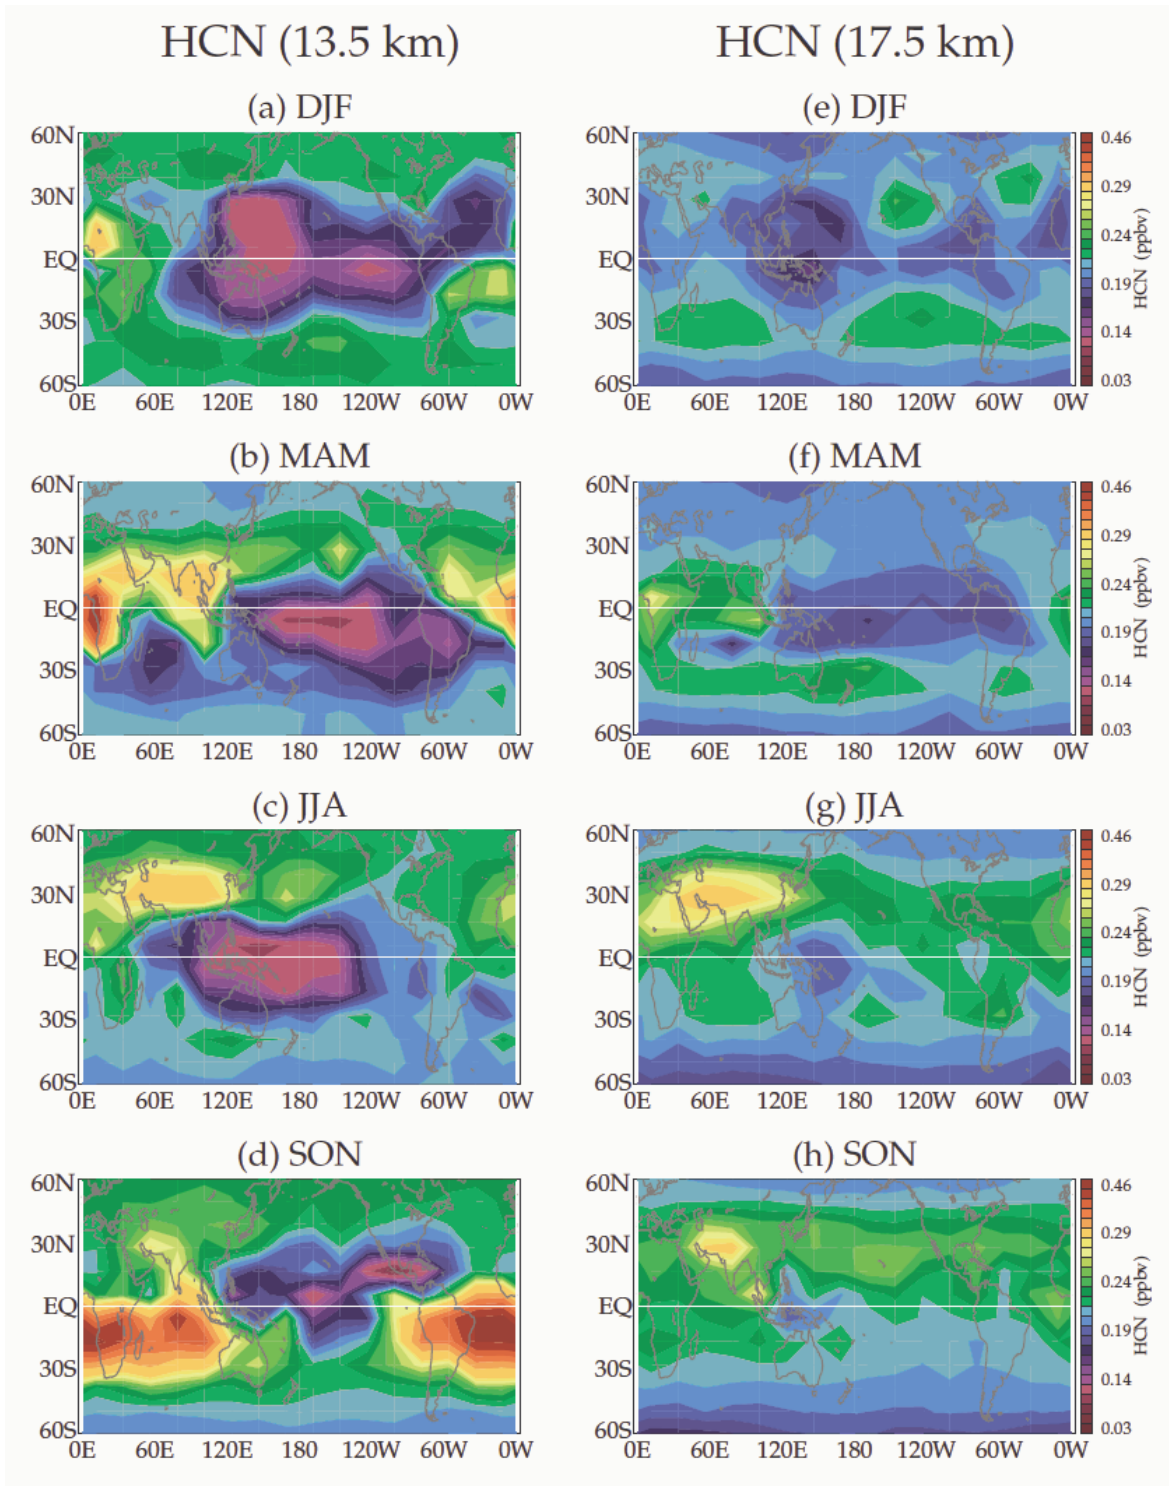 HCN (13.5 km) HCN (17.5 km)
(a) DJF (e) DJF
60N 60N 0.46
30N 30N 0.29
0.24
EQ EQ 0.19
30S 30S 0.14
60S 60S 0.03
HCN (ppbv)
0E 60E 120E 180 120W 60W 0W 0E 60E 120E 180 120W 60W 0W
(b) MAM (f) MAM
60N 60N 0.46
30N 30N 0.29
0.24
EQ EQ 0.19
30S 30S 0.14
60S 60S 0.03
HCN (ppbv)
0E 60E 120E 180 120W 60W 0W 0E 60E 120E 180 120W 60W 0W
(c) JJA (g) JJA
60N 60N 0.46
30N 30N 0.29
0.24
EQ EQ 0.19
30S 30S 0.14
60S 60S 0.03
HCN (ppbv)
0E 60E 120E 180 120W 60W 0W 0E 60E 120E 180 120W 60W 0W
(d) SON (h) SON
60N 60N 0.46
30N 30N 0.29
0.24
EQ EQ 0.19
30S 30S 0.14
60S 60S 0.03
HCN (ppbv)
0E 60E 120E 180 120W 60W 0W 0E 60E 120E 180 120W 60W 0W